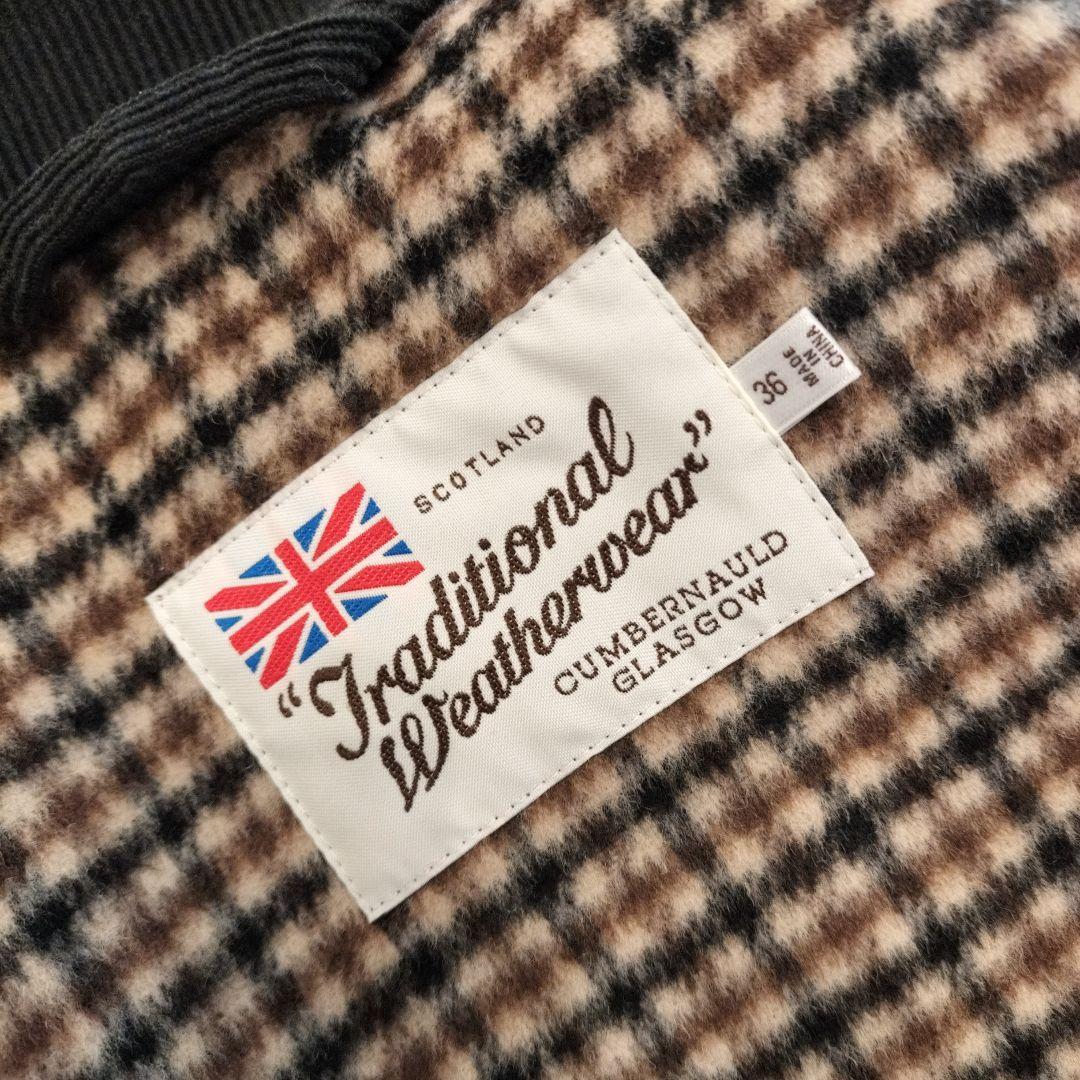 SCOTLAND
"Traditional
Weatherwear"
CUMBERNAULD
GLASGOW
36
MADE
IN
CHINA